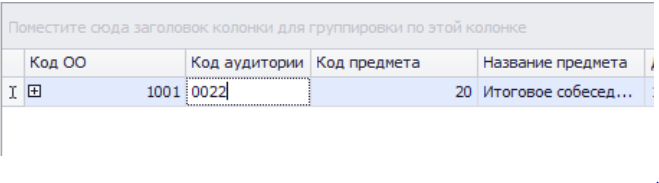 Поместите сюда заголовок колонки для группировки по этой колонке
Код ОО Код аудитории Код предмета Название предмета
1001 0022 20 Итоговое собесед...